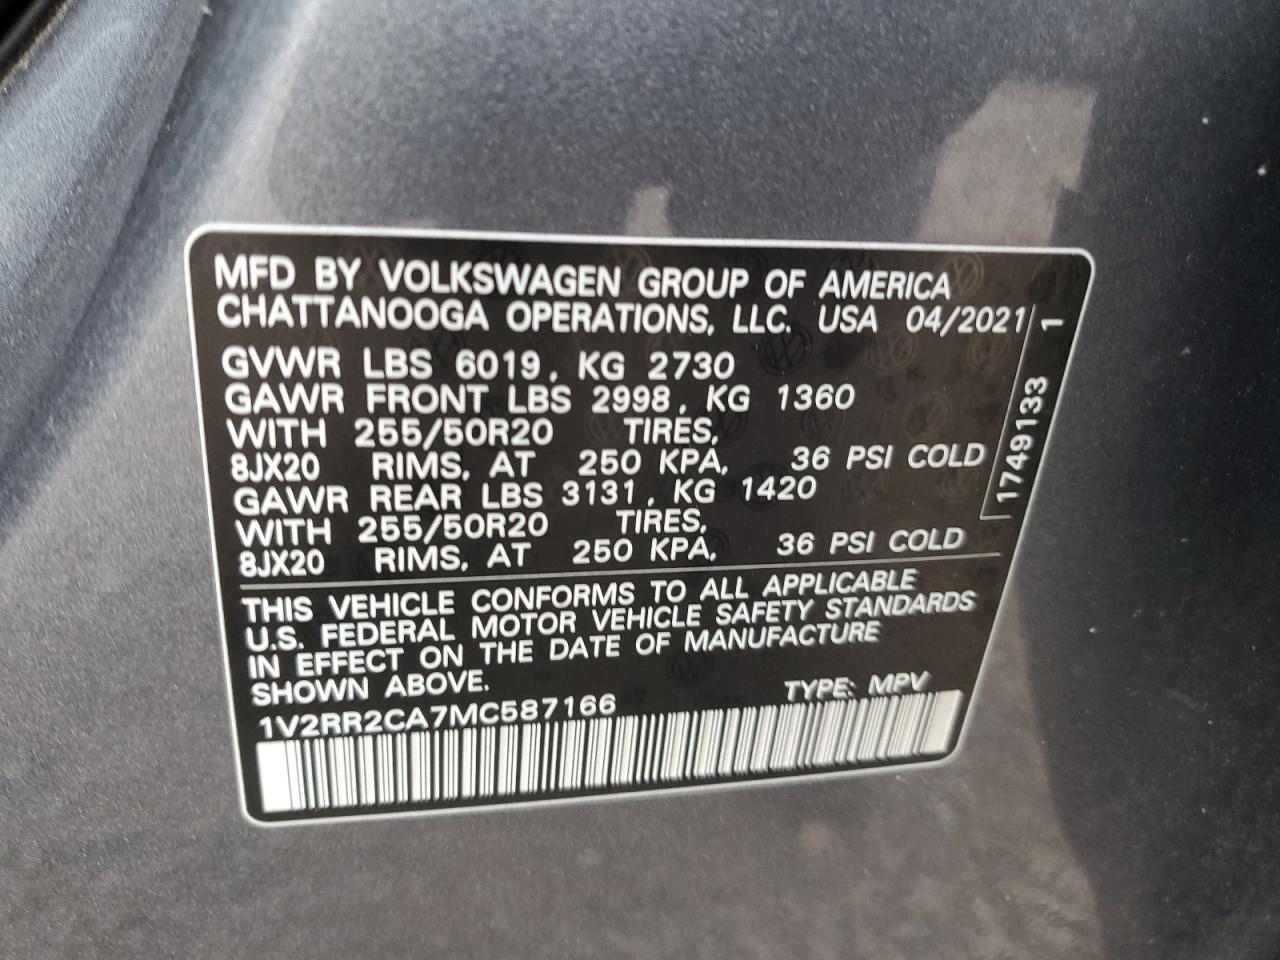 MFD BY VOLKSWAGEN GROUP OF AMERICA
CHATTANOOGA OPERATIONS, LLC. USA 04/2021
GVWR LBS 6019, KG 2730
GAWR FRONT LBS 2998, KG 1360
WITH 255/50R20 TIRES,
8JX20 RIMS, AT 250 KPA, 36 PSI COLD
GAWR REAR LBS 3131, KG 1420
WITH 255/50R20 TIRES,
8JX20 RIMS, AT 250 KPA, 36 PSI COLD
1749133 1
THIS VEHICLE CONFORMS TO ALL APPLICABLE
U.S. FEDERAL MOTOR VEHICLE SAFETY STANDARDS
IN EFFECT ON THE DATE OF MANUFACTURE
SHOWN ABOVE.
TYPE: MPV
1V2RR2CA7MC587166